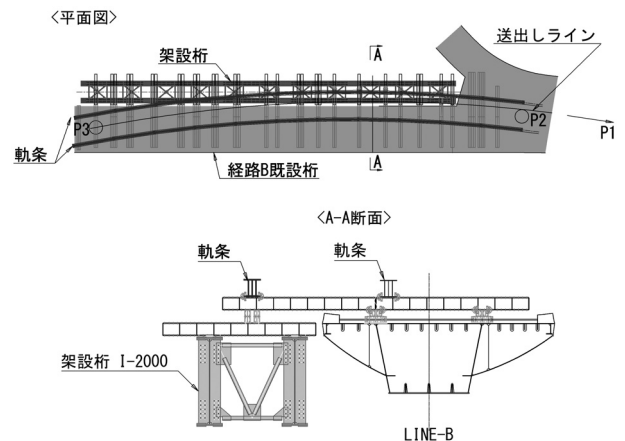 〈平面図〉
送出しライン
架設桁
A
P3
P2
P1
軌条
経路B既設桁
A
〈A-A断面〉
軌条
軌条
架設桁 I-2000
LINE-B